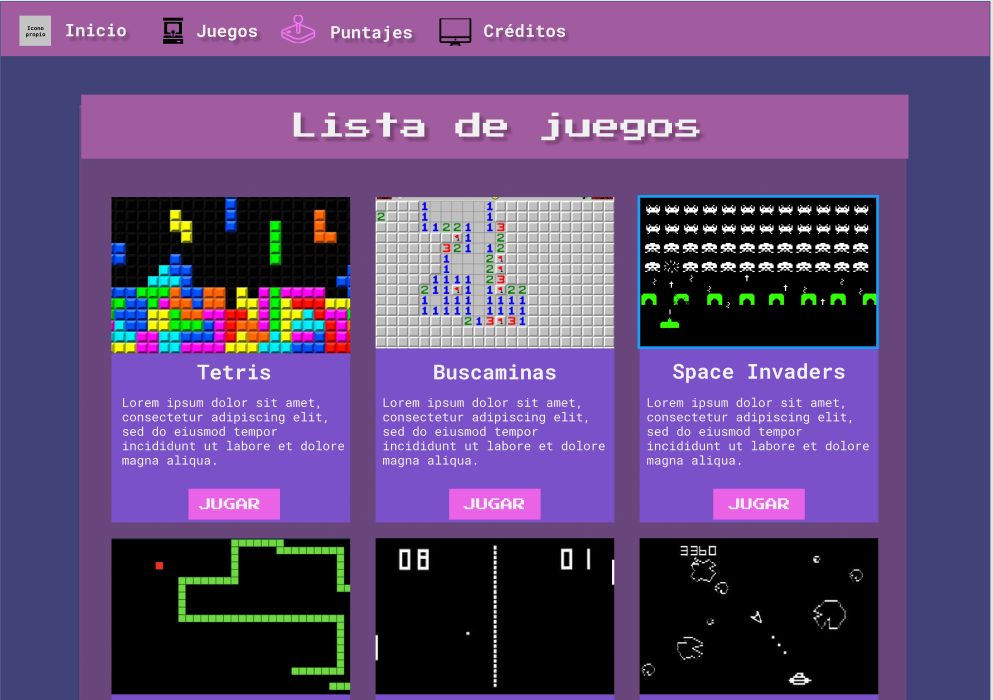 Icono
propio
Inicio
Juegos
Puntajes
Créditos
Lista de juegos
Tetris
Lorem ipsum dolor sit amet,
consectetur adipiscing elit,
sed do eiusmod tempor
incididunt ut labore et dolore
magna aliqua.
JUGAR
Buscaminas
Lorem ipsum dolor sit amet,
consectetur adipiscing elit,
sed do eiusmod tempor
incididunt ut labore et dolore
magna aliqua.
JUGAR
Space Invaders
Lorem ipsum dolor sit amet,
consectetur adipiscing elit,
sed do eiusmod tempor
incididunt ut labore et dolore
magna aliqua.
JUGAR
08 01
3360